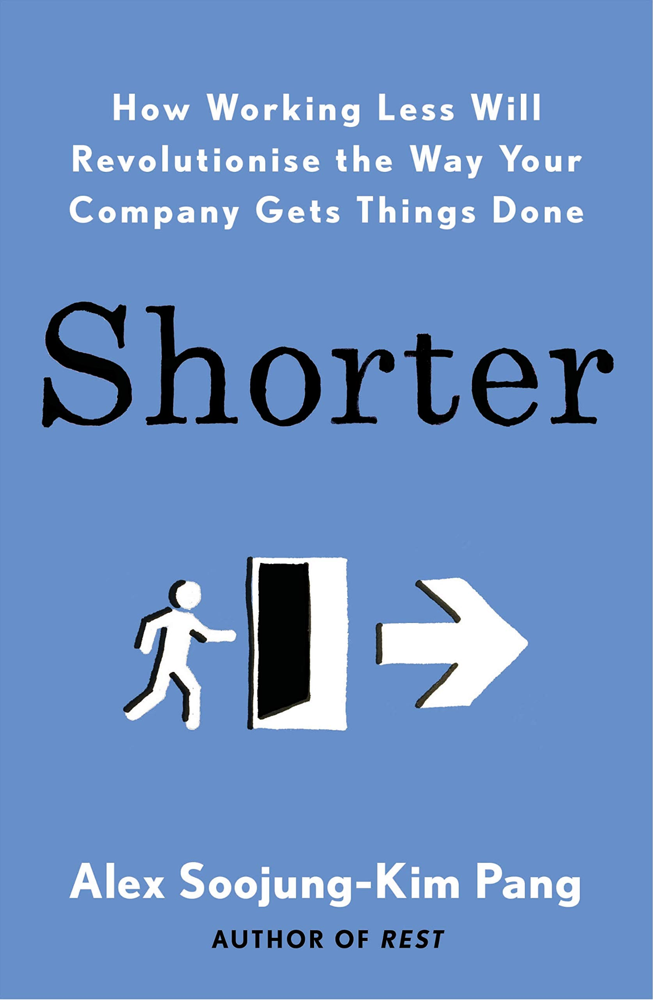 How Working Less Will
Revolutionise the Way Your
Company Gets Things Done
Shorter
Alex Soojung-Kim Pang
AUTHOR OF REST